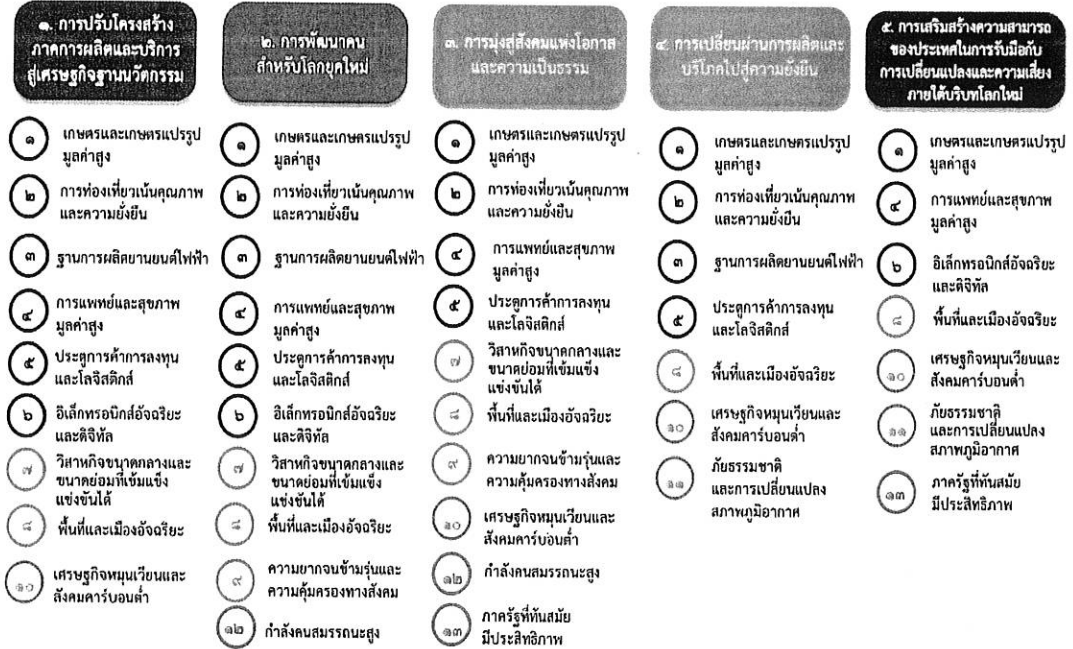 ๑. การปรับโครงสร้าง
ภาคการผลิตและบริการ
สู่เศรษฐกิจฐานนวัตกรรม
๑
เกษตรและเกษตรแปรรูป
มูลค่าสูง
๒
การท่องเที่ยวเน้นคุณภาพ
และความยั่งยืน
๓
ฐานการผลิตยานยนต์ไฟฟ้า
๔
การแพทย์และสุขภาพ
มูลค่าสูง
๕
ประตูการค้าการลงทุน
และโลจิสติกส์
๖
อิเล็กทรอนิกส์อัจฉริยะ
และดิจิทัล
๗
วิสาหกิจขนาดกลางและ
ขนาดย่อมที่เข้มแข็ง
แข่งขันได้
๘
พื้นที่และเมืองอัจฉริยะ
๑๐
เศรษฐกิจหมุนเวียนและ
สังคมคาร์บอนต่ำ
๒. การพัฒนาคน
สำหรับโลกยุคใหม่
๑
เกษตรและเกษตรแปรรูป
มูลค่าสูง
๒
การท่องเที่ยวเน้นคุณภาพ
และความยั่งยืน
๓
ฐานการผลิตยานยนต์ไฟฟ้า
๔
การแพทย์และสุขภาพ
มูลค่าสูง
๕
ประตูการค้าการลงทุน
และโลจิสติกส์
๖
อิเล็กทรอนิกส์อัจฉริยะ
และดิจิทัล
๗
วิสาหกิจขนาดกลางและ
ขนาดย่อมที่เข้มแข็ง
แข่งขันได้
๘
พื้นที่และเมืองอัจฉริยะ
๙
ความยากจนข้ามรุ่นและ
ความคุ้มครองทางสังคม
๑๒
กำลังคนสมรรถนะสูง
๓. การมุ่งสู่สังคมแห่งโอกาส
และความเป็นธรรม
๑
เกษตรและเกษตรแปรรูป
มูลค่าสูง
๒
การท่องเที่ยวเน้นคุณภาพ
และความยั่งยืน
๔
การแพทย์และสุขภาพ
มูลค่าสูง
๕
ประตูการค้าการลงทุน
และโลจิสติกส์
๗
วิสาหกิจขนาดกลางและ
ขนาดย่อมที่เข้มแข็ง
แข่งขันได้
๘
พื้นที่และเมืองอัจฉริยะ
๙
ความยากจนข้ามรุ่นและ
ความคุ้มครองทางสังคม
๑๐
เศรษฐกิจหมุนเวียนและ
สังคมคาร์บอนต่ำ
๑๒
กำลังคนสมรรถนะสูง
๑๓
ภาครัฐที่ทันสมัย
มีประสิทธิภาพ
๔. การเปลี่ยนผ่านการผลิตและ
บริโภคไปสู่ความยั่งยืน
๑
เกษตรและเกษตรแปรรูป
มูลค่าสูง
๒
การท่องเที่ยวเน้นคุณภาพ
และความยั่งยืน
๓
ฐานการผลิตยานยนต์ไฟฟ้า
๕
ประตูการค้าการลงทุน
และโลจิสติกส์
๘
พื้นที่และเมืองอัจฉริยะ
๑๐
เศรษฐกิจหมุนเวียนและ
สังคมคาร์บอนต่ำ
๑๑
ภัยธรรมชาติ
และการเปลี่ยนแปลง
สภาพภูมิอากาศ
๕. การเสริมสร้างความสามารถ
ของประเทศในการรับมือกับ
การเปลี่ยนแปลงและความเสี่ยง
ภายใต้บริบทโลกใหม่
๑
เกษตรและเกษตรแปรรูป
มูลค่าสูง
๔
การแพทย์และสุขภาพ
มูลค่าสูง
๖
อิเล็กทรอนิกส์อัจฉริยะ
และดิจิทัล
๘
พื้นที่และเมืองอัจฉริยะ
๑๐
เศรษฐกิจหมุนเวียนและ
สังคมคาร์บอนต่ำ
๑๑
ภัยธรรมชาติ
และการเปลี่ยนแปลง
สภาพภูมิอากาศ
๑๓
ภาครัฐที่ทันสมัย
มีประสิทธิภาพ